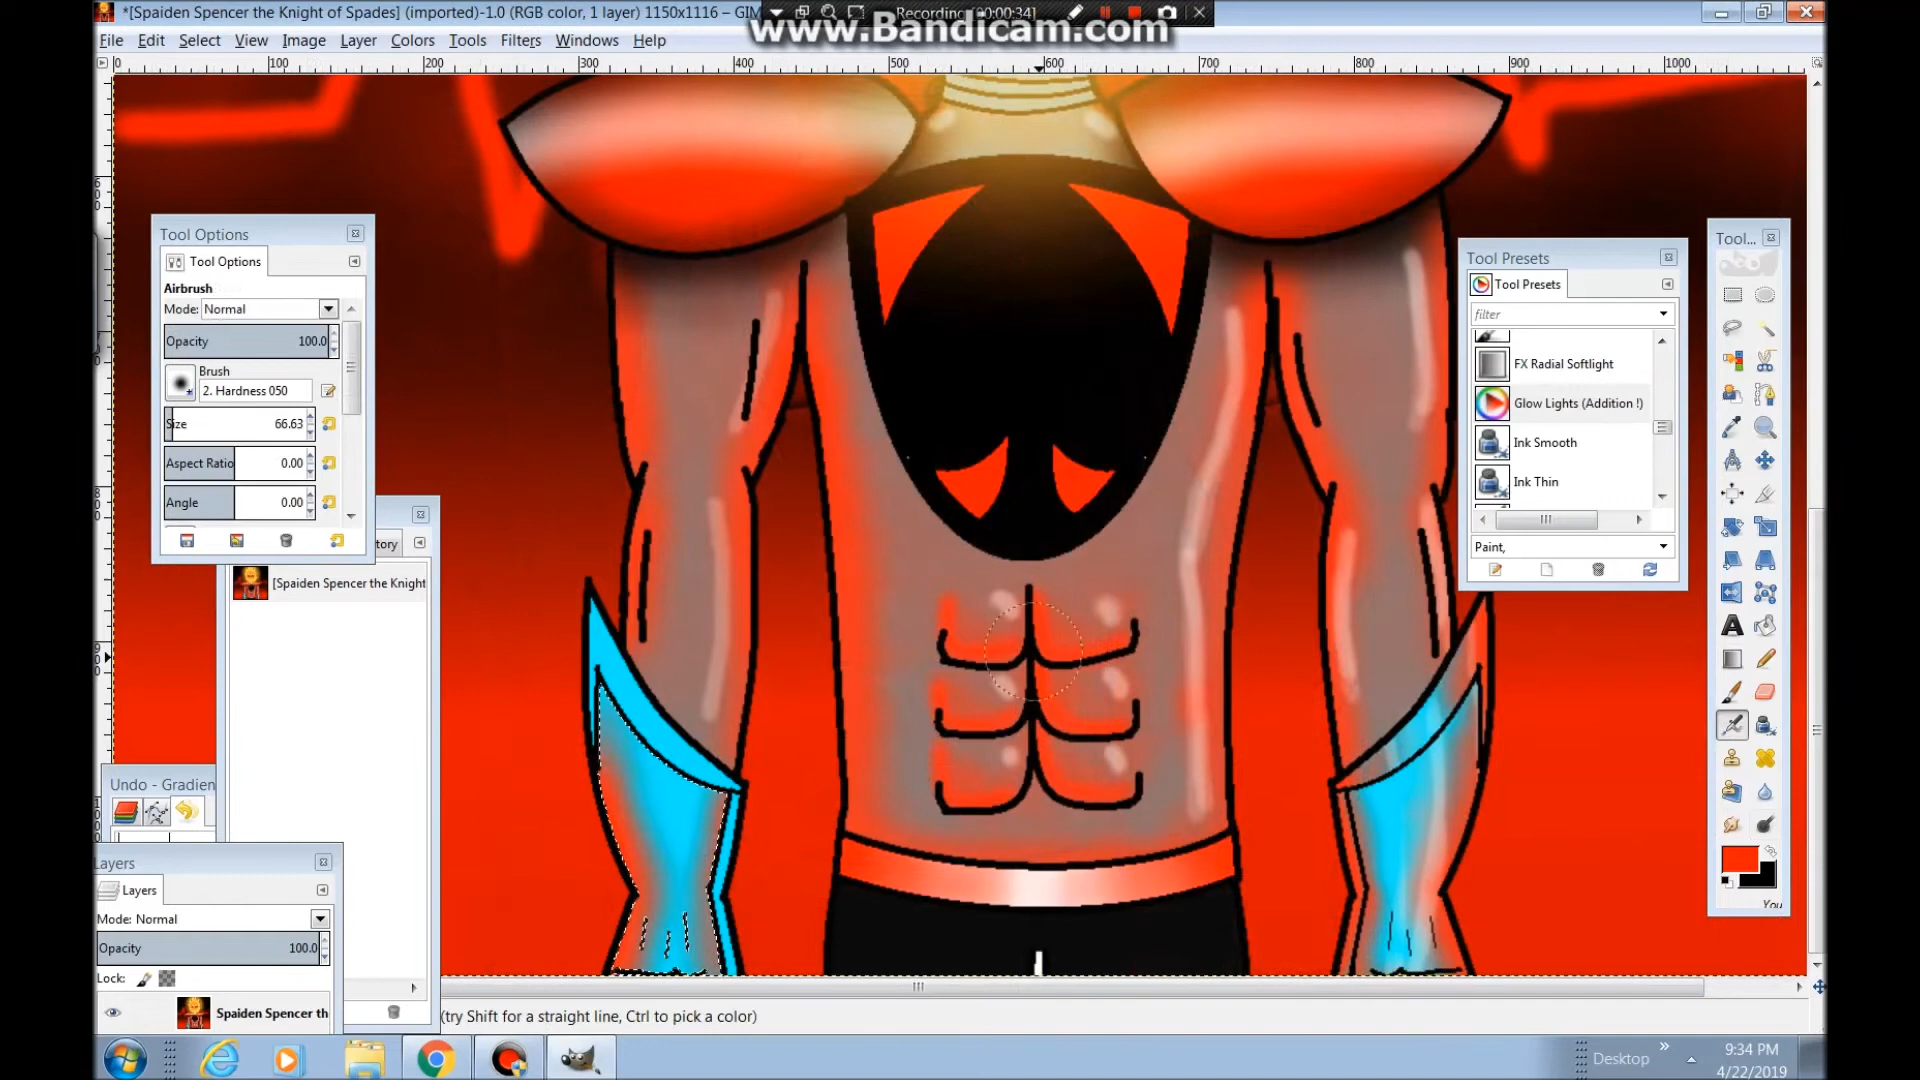 *[Spaiden Spencer the Knight of Spades] (imported)-1.0 (RGB color, 1 layer) 1150x1116 – GIM
Recording [00:00:34]
www.Bandicam.com
File Edit Select View Image Layer Colors Tools Filters Windows Help
0 100 200 300 400 500 600 700 800 900 1000
Tool Options
Tool Options
Airbrush
Mode: Normal
Opacity 100.0
Brush
2. Hardness 050
Size 66.63
Aspect Ratio 0.00
Angle 0.00
tory
[Spaiden Spencer the Knight
Undo - Gradien
Layers
Layers
Mode: Normal
Opacity 100.0
Lock:
Spaiden Spencer th
Tool Presets
Tool Presets
filter
FX Radial Softlight
Glow Lights (Addition !)
Ink Smooth
Ink Thin
Paint,
Tool...
You
(try Shift for a straight line, Ctrl to pick a color)
Desktop
9:34 PM
4/22/2019